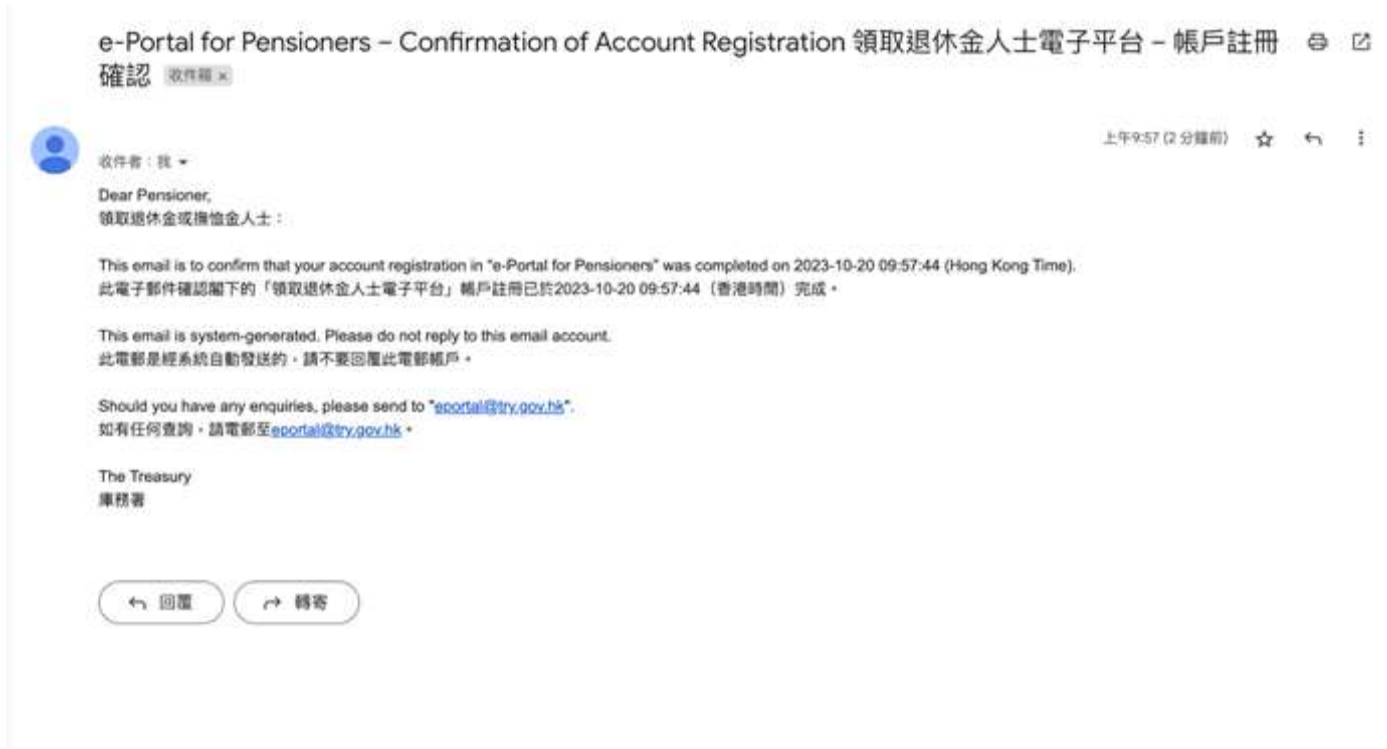 e-Portal for Pensioners – Confirmation of Account Registration 領取退休金人士電子平台 – 帳戶註冊
確認 收件箱 ×
上午9:57 (2 分鐘前)
收件者：我
Dear Pensioner,
領取退休金或撫恤金人士：
This email is to confirm that your account registration in "e-Portal for Pensioners" was completed on 2023-10-20 09:57:44 (Hong Kong Time).
此電子郵件確認閣下的「領取退休金人士電子平台」帳戶註冊已於2023-10-20 09:57:44（香港時間）完成。
This email is system-generated. Please do not reply to this email account.
此電郵是經系統自動發送的，請不要回覆此電郵帳戶。
Should you have any enquiries, please send to "eportal@try.gov.hk".
如有任何查詢，請電郵至eportal@try.gov.hk。
The Treasury
庫務署
回覆
轉寄